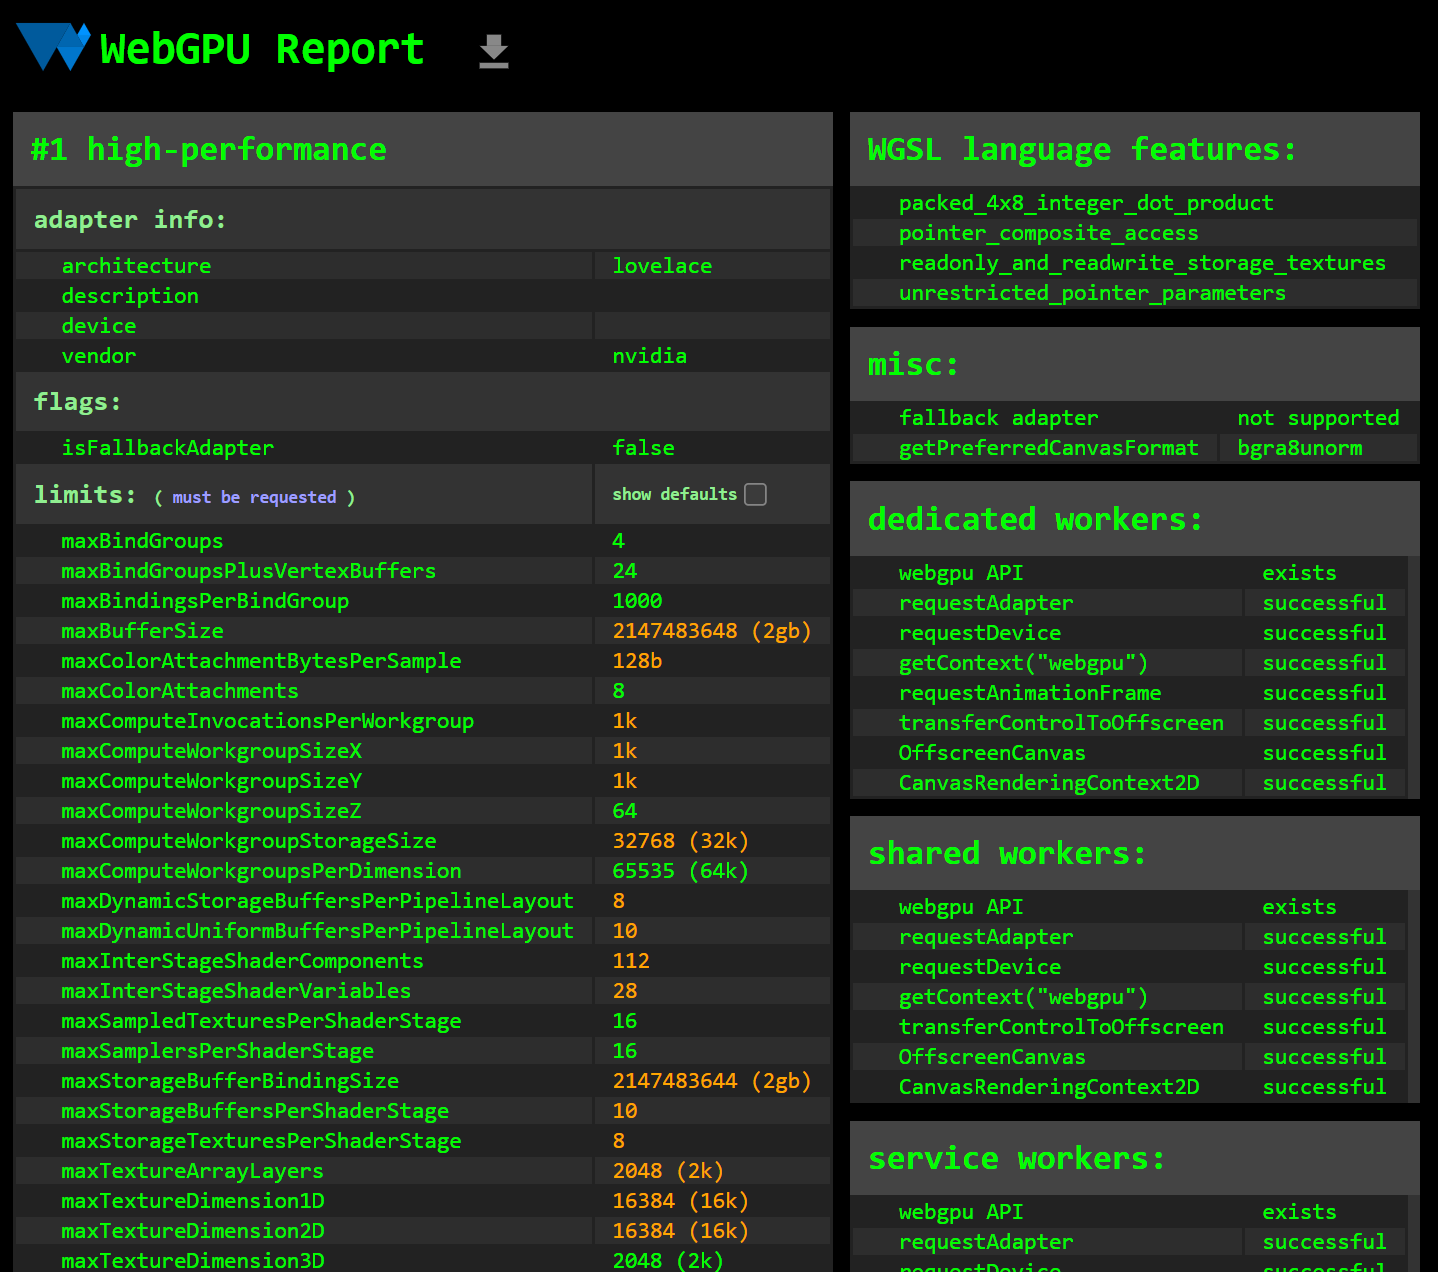 WebGPU Report
#1 high-performance
adapter info:
architecture lovelace
description
device
vendor nvidia
flags:
isFallbackAdapter false
limits: ( must be requested ) show defaults
maxBindGroups 4
maxBindGroupsPlusVertexBuffers 24
maxBindingsPerBindGroup 1000
maxBufferSize 2147483648 (2gb)
maxColorAttachmentBytesPerSample 128b
maxColorAttachments 8
maxComputeInvocationsPerWorkgroup 1k
maxComputeWorkgroupSizeX 1k
maxComputeWorkgroupSizeY 1k
maxComputeWorkgroupSizeZ 64
maxComputeWorkgroupStorageSize 32768 (32k)
maxComputeWorkgroupsPerDimension 65535 (64k)
maxDynamicStorageBuffersPerPipelineLayout 8
maxDynamicUniformBuffersPerPipelineLayout 10
maxInterStageShaderComponents 112
maxInterStageShaderVariables 28
maxSampledTexturesPerShaderStage 16
maxSamplersPerShaderStage 16
maxStorageBufferBindingSize 2147483644 (2gb)
maxStorageBuffersPerShaderStage 10
maxStorageTexturesPerShaderStage 8
maxTextureArrayLayers 2048 (2k)
maxTextureDimension1D 16384 (16k)
maxTextureDimension2D 16384 (16k)
maxTextureDimension3D 2048 (2k)
WGSL language features:
packed_4x8_integer_dot_product
pointer_composite_access
readonly_and_readwrite_storage_textures
unrestricted_pointer_parameters
misc:
fallback adapter not supported
getPreferredCanvasFormat bgra8unorm
dedicated workers:
webgpu API exists
requestAdapter successful
requestDevice successful
getContext("webgpu") successful
requestAnimationFrame successful
transferControlToOffscreen successful
OffscreenCanvas successful
CanvasRenderingContext2D successful
shared workers:
webgpu API exists
requestAdapter successful
requestDevice successful
getContext("webgpu") successful
transferControlToOffscreen successful
OffscreenCanvas successful
CanvasRenderingContext2D successful
service workers:
webgpu API exists
requestAdapter successful
requestDevice successful